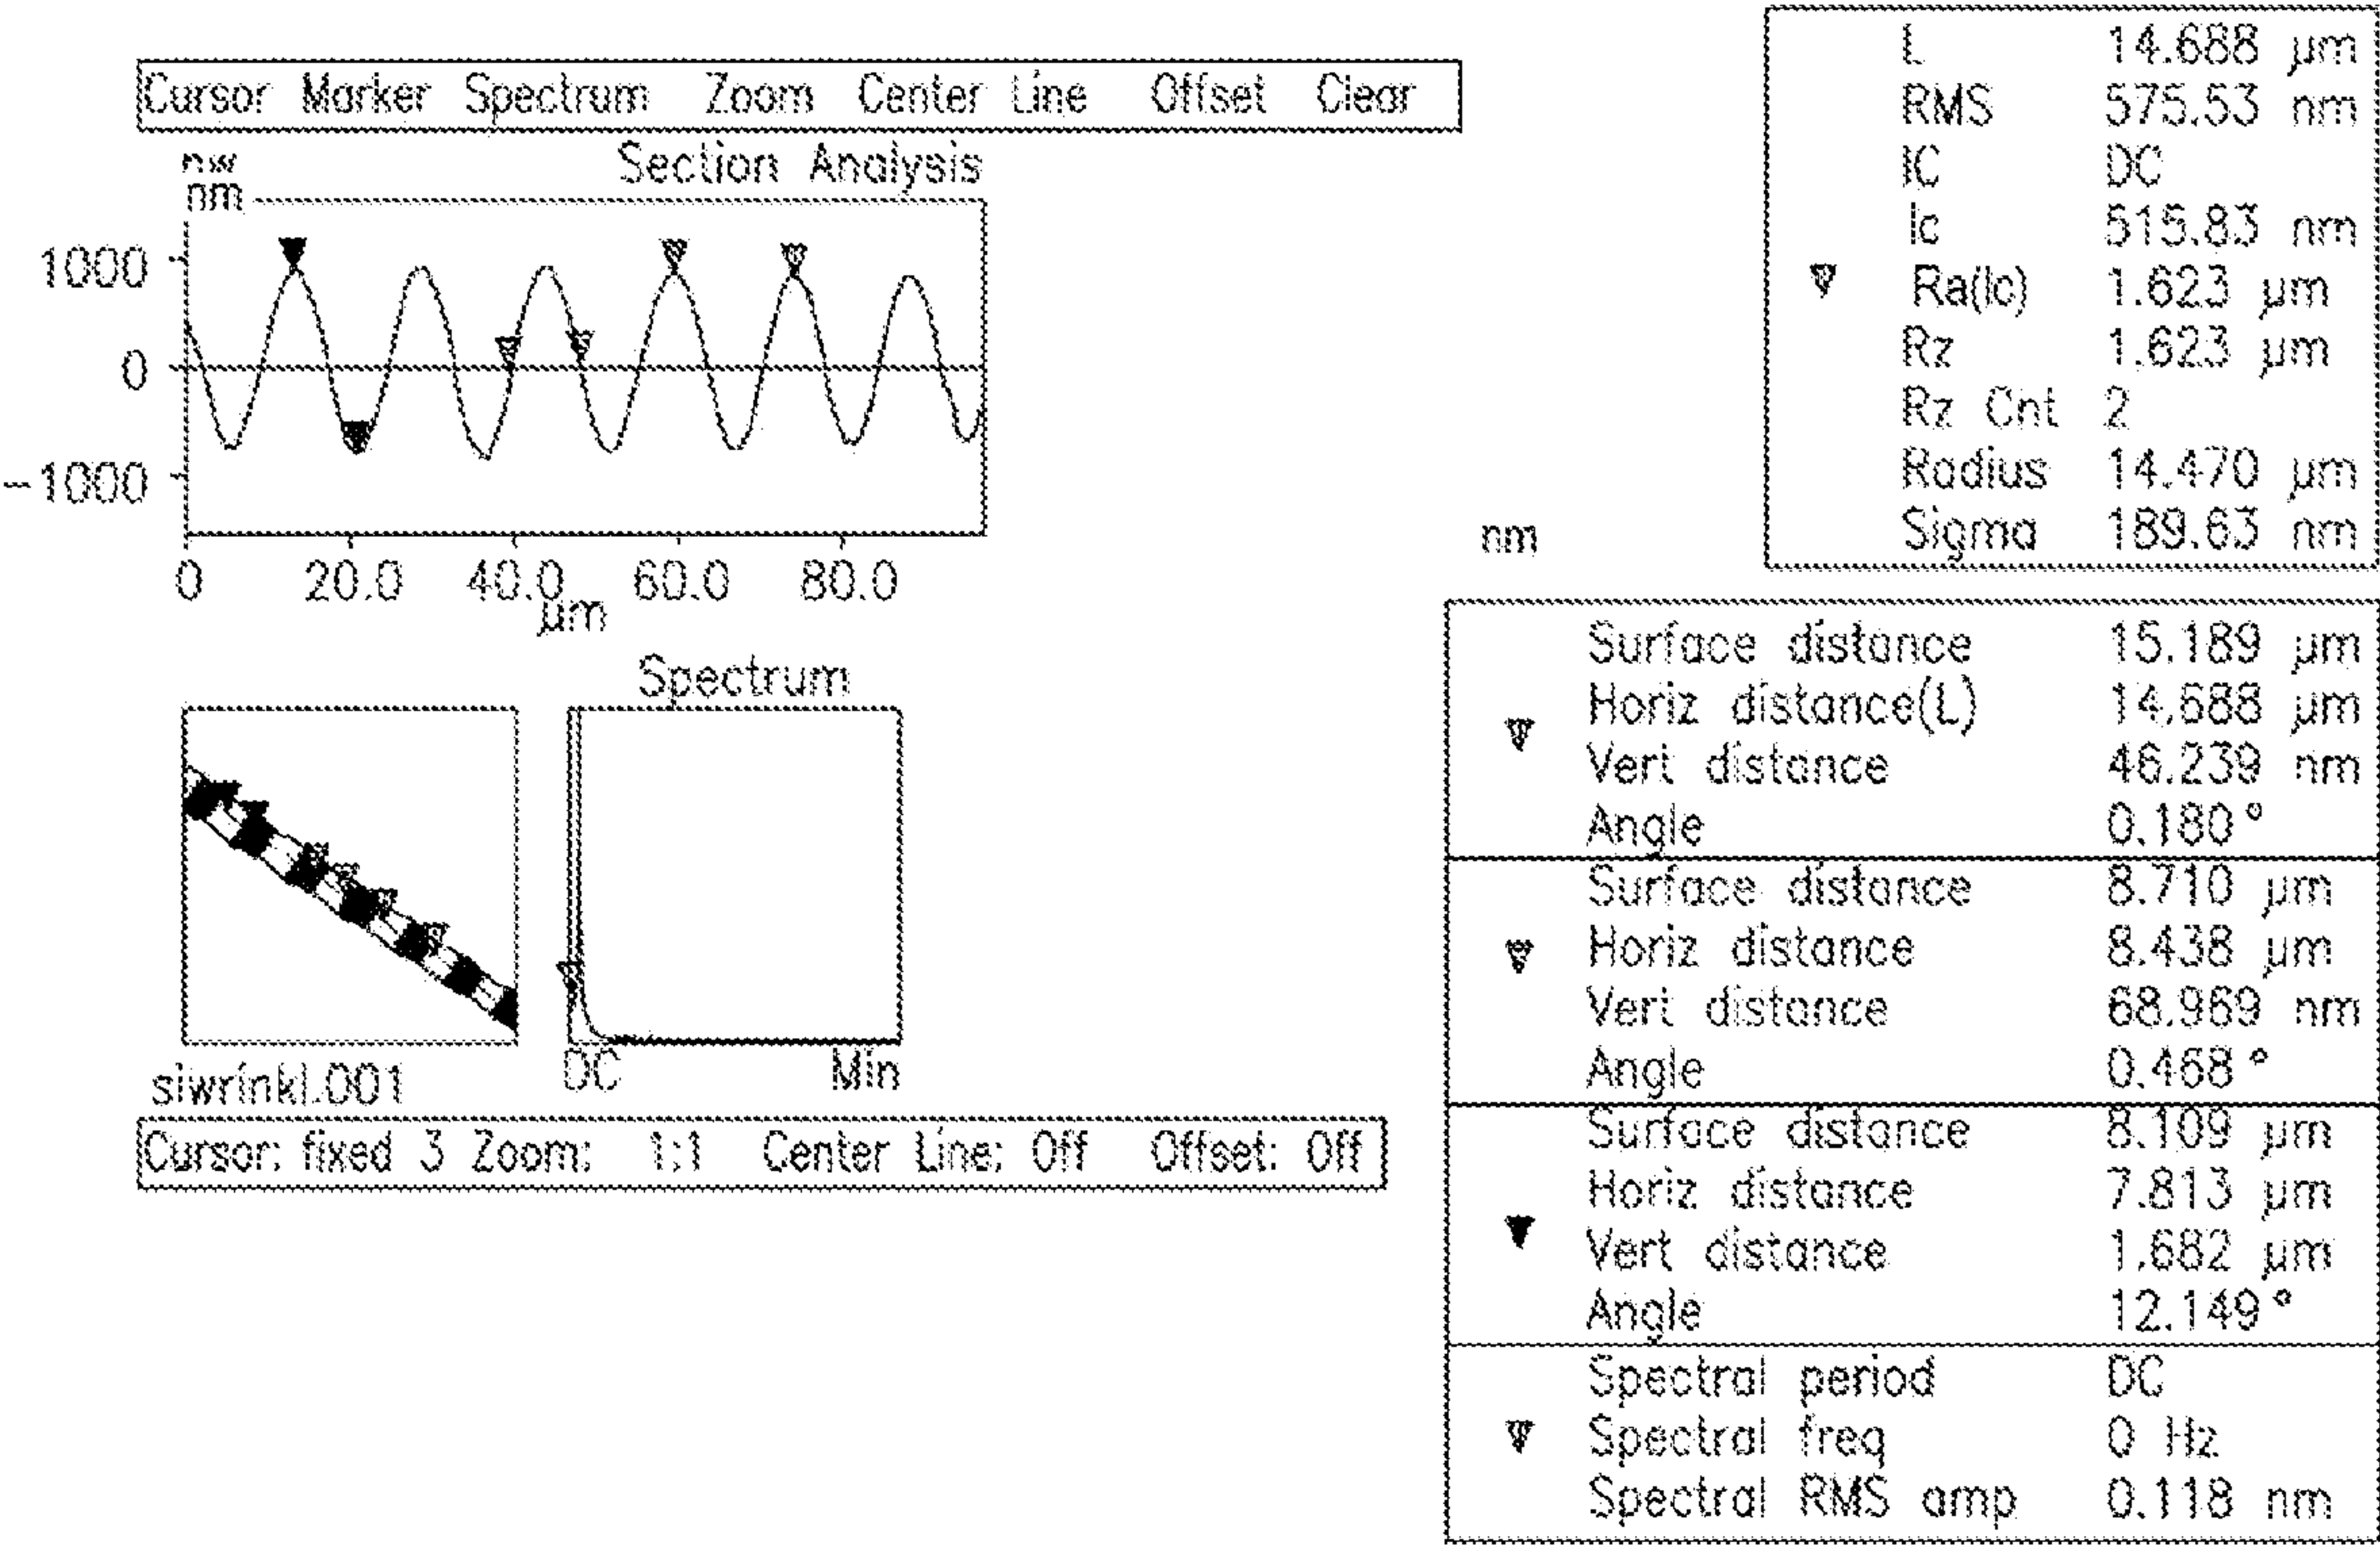 Cursor Marker Spectrum Zoom Center Line Offset Clear
Section Analysis
nm
1000
0
-1000
0 20.0 40.0 60.0 80.0
µm
Spectrum
DC Min
siwrinkl.001
Cursor: fixed 3 Zoom: 1:1 Center Line: Off Offset: Off
L 14.688 µm
RMS 575.53 nm
IC DC
Ic 515.83 nm
Ra(Ic) 1.623 µm
Rz 1.623 µm
Rz Cnt 2
Radius 14.470 µm
Sigma 189.63 nm
nm
Surface distance 15.189 µm
Horiz distance(L) 14.688 µm
Vert distance 46.239 nm
Angle 0.180°
Surface distance 8.710 µm
Horiz distance 8.438 µm
Vert distance 68.969 nm
Angle 0.468°
Surface distance 8.109 µm
Horiz distance 7.813 µm
Vert distance 1.682 µm
Angle 12.149°
Spectral period DC
Spectral freq 0 Hz
Spectral RMS amp 0.118 nm